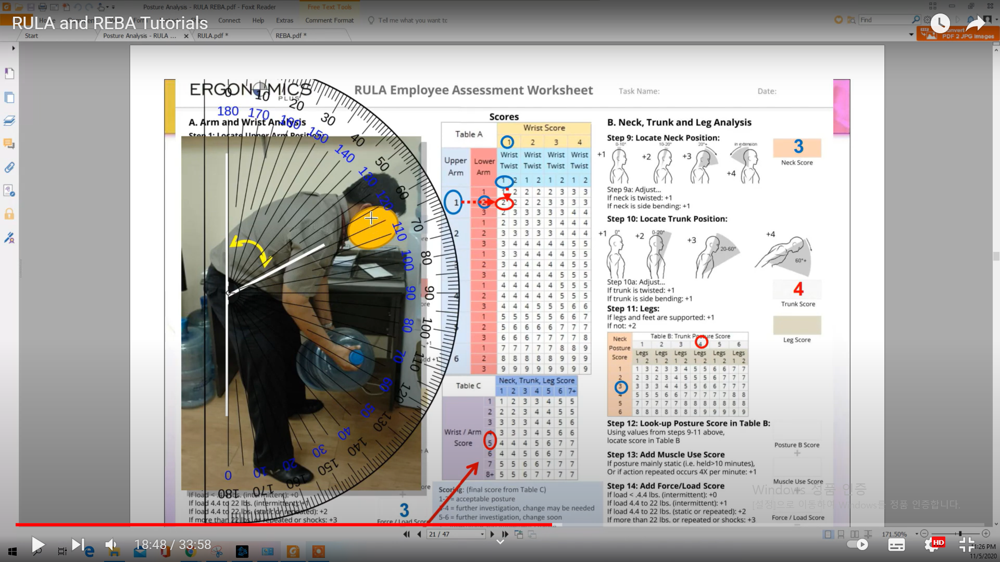 Posture Analysis - RULA REBA.pdf - Foxit Reader
Free Text Tools
RULA and REBA Tutorials
Connect
Help
Extras
Comment Format
Tell me what you want tc
Find
Start
Posture Analysis - RULA ...
RULA.pdf *
REBA.pdf *
PDF 2 JPG Images
ERGONOMICS
PLUS
RULA Employee Assessment Worksheet
Task Name:
Date:
A. Arm and Wrist Analysis
Step 1: Locate Upper Arm Position
0 10 20 30 40 50 60 70 80 90 100 110 120 130 140 150 160 170 180
180 170 160 150 140 130 120 110 100 90 80 70 60 50 40 30 20 10 0
Scores
Table A
Wrist Score
1 2 3 4
Upper Arm
Lower Arm
Wrist Twist Wrist Twist Wrist Twist Wrist Twist
1 2 1 2 1 2 1 2
1 1 2 2 2 2 3 3 3
1 2 2 2 2 2 3 3 3 3
3 2 3 3 3 3 3 4 4
1 2 3 3 3 3 4 4 4
2 2 3 3 3 3 3 4 4 4
3 3 4 4 4 4 4 5 5
1 3 3 4 4 4 4 5 5
3 2 3 4 4 4 4 4 5 5
3 4 4 4 4 4 5 5 5
1 4 4 4 4 4 5 5 5
4 2 4 4 4 4 4 5 5 5
3 4 4 4 5 5 5 6 6
1 5 5 5 5 5 6 6 7
5 2 5 6 6 6 6 7 7 7
3 6 6 6 7 7 7 7 8
1 7 7 7 7 7 8 8 9
6 2 8 8 8 8 8 9 9 9
3 9 9 9 9 9 9 9 9
Table C
Neck, Trunk, Leg Score
1 2 3 4 5 6 7+
Wrist / Arm Score
1 1 2 3 3 4 5 5
2 2 2 3 4 4 5 5
3 3 3 3 4 4 5 6
4 3 3 3 4 5 6 6
5 4 4 4 5 6 7 7
6 4 4 5 6 6 7 7
7 5 5 6 6 7 7 7
8+ 5 5 6 7 7 7 7
Scoring: (final score from Table C)
1-2 = acceptable posture
3-4 = further investigation, change may be needed
5-6 = further investigation, change soon
If load 4.4 to 22 lbs. (intermittent): +1
If load 4.4 to 22 lbs. (static or repeated): +2
If more than 22 lbs. or repeated or shocks: +3
3
Force / Load Score
B. Neck, Trunk and Leg Analysis
Step 9: Locate Neck Position:
0-10° 10-20° 20°+ in extension
+1 +2 +3 +4
3
Neck Score
Step 9a: Adjust...
If neck is twisted: +1
If neck is side bending: +1
Step 10: Locate Trunk Position:
+1 0° +2 0-20° +3 20-60° +4 60°+
Step 10a: Adjust...
If trunk is twisted: +1
If trunk is side bending: +1
4
Trunk Score
Step 11: Legs:
If legs and feet are supported: +1
If not: +2
Leg Score
Neck Posture Score
Table B: Trunk Posture Score
1 2 3 4 5 6
Legs Legs Legs Legs Legs Legs
1 2 1 2 1 2 1 2 1 2 1 2
1 1 3 2 3 3 4 5 5 6 6 7 7
2 2 3 2 3 4 5 5 5 6 7 7 7
3 3 3 3 4 4 5 5 6 6 7 7 7
4 5 5 5 6 6 7 7 7 7 7 8 8
5 7 7 7 7 7 8 8 8 8 8 8 8
6 8 8 8 8 8 8 8 9 9 9 9 9
Step 12: Look-up Posture Score in Table B:
Using values from steps 9-11 above,
locate score in Table B
Posture B Score
+
Step 13: Add Muscle Use Score
If posture mainly static (i.e. held>10 minutes),
Or if action repeated occurs 4X per minute: +1
Muscle Use Score
Step 14: Add Force/Load Score
If load < .4.4 lbs. (intermittent): +0
If load 4.4 to 22 lbs. (intermittent): +1
If load 4.4 to 22 lbs. (static or repeated): +2
If more than 22 lbs. or repeated or shocks: +3
Force / Load Score
Windows 정품 인증
[설정]으로 이동하여 Windows를 정품 인증합니다.
21 / 47
171.50%
18:48 / 33:58
HD
11:26 PM
11/5/2020